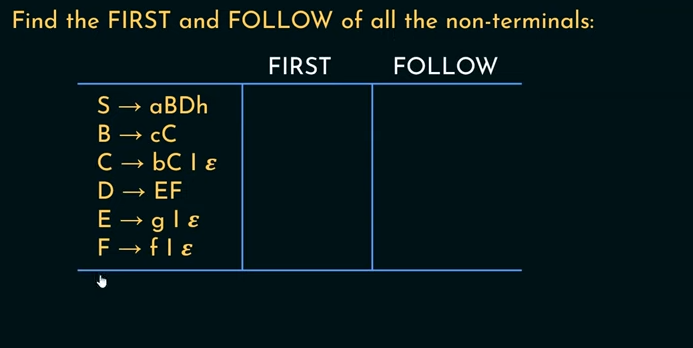 Find the FIRST and FOLLOW of all the non-terminals:
FIRST FOLLOW
S → aBDh
B → cC
C → bC | ε
D → EF
E → g | ε
F → f | ε